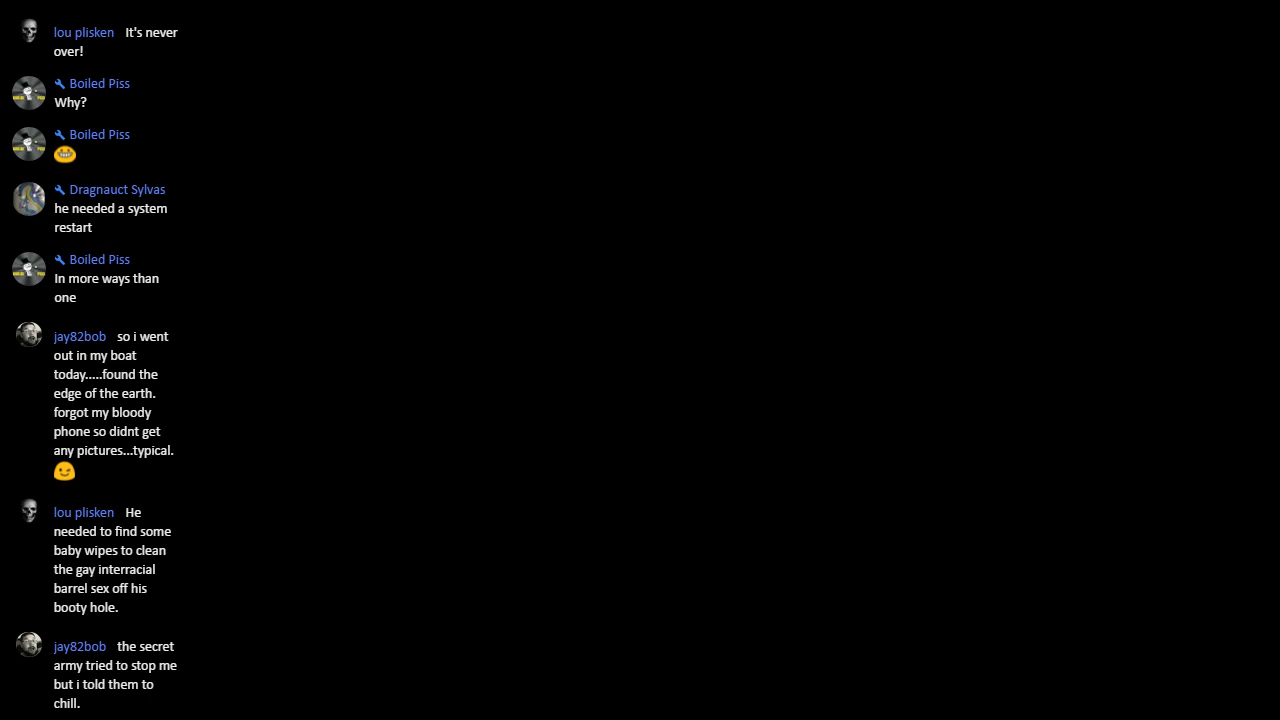 lou plisken It's never
over!
Boiled Piss
Why?
Boiled Piss
Dragnauct Sylvas
he needed a system
restart
Boiled Piss
In more ways than
one
jay82bob so i went
out in my boat
today.....found the
edge of the earth.
forgot my bloody
phone so didnt get
any pictures...typical.
lou plisken He
needed to find some
baby wipes to clean
the gay interracial
barrel sex off his
booty hole.
jay82bob the secret
army tried to stop me
but i told them to
chill.